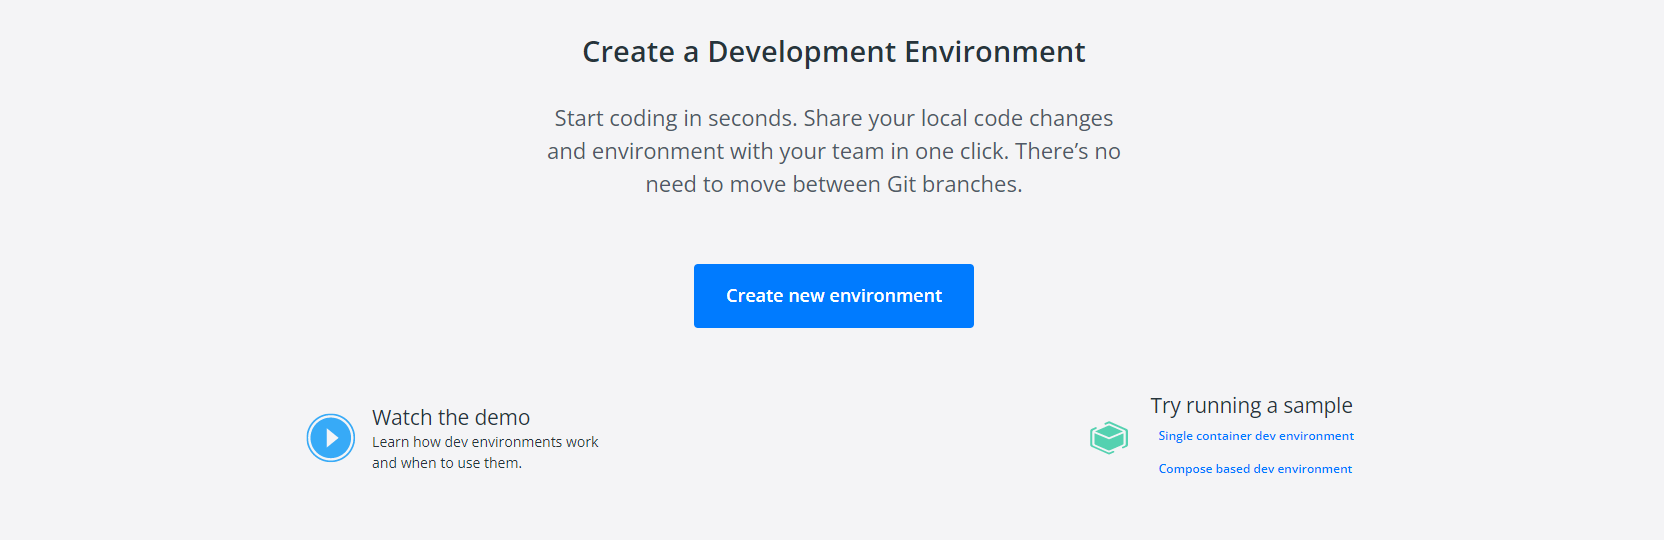 Create a Development Environment
Start coding in seconds. Share your local code changes
and environment with your team in one click. There’s no
need to move between Git branches.
Create new environment
Watch the demo
Learn how dev environments work
and when to use them.
Try running a sample
Single container dev environment
Compose based dev environment